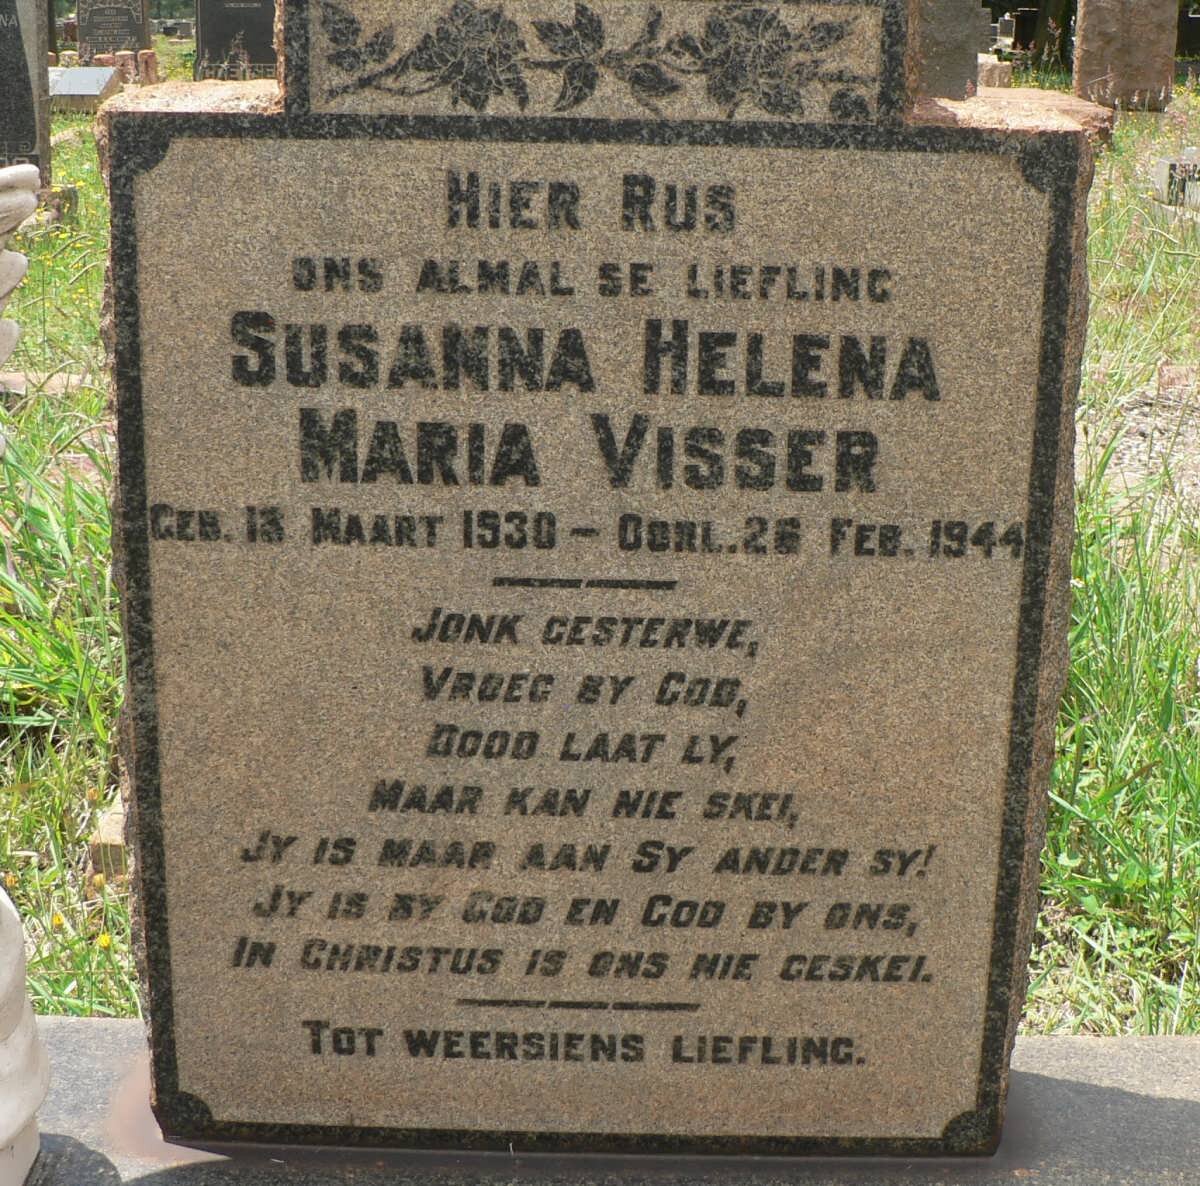 HIER RUS
ONS ALMAL SE LIEFLING
SUSANNA HELENA
MARIA VISSER
GEB. 13 MAART 1930 – OORL. 26 FEB. 1944
JONK GESTERWE,
VROEG BY GOD,
DOOD LAAT LY,
MAAR KAN NIE SKEI,
JY IS MAAR AAN SY ANDER SY!
JY IS BY GOD EN GOD BY ONS,
IN CHRISTUS IS ONS NIE GESKEI.
TOT WEERSIENS LIEFLING.